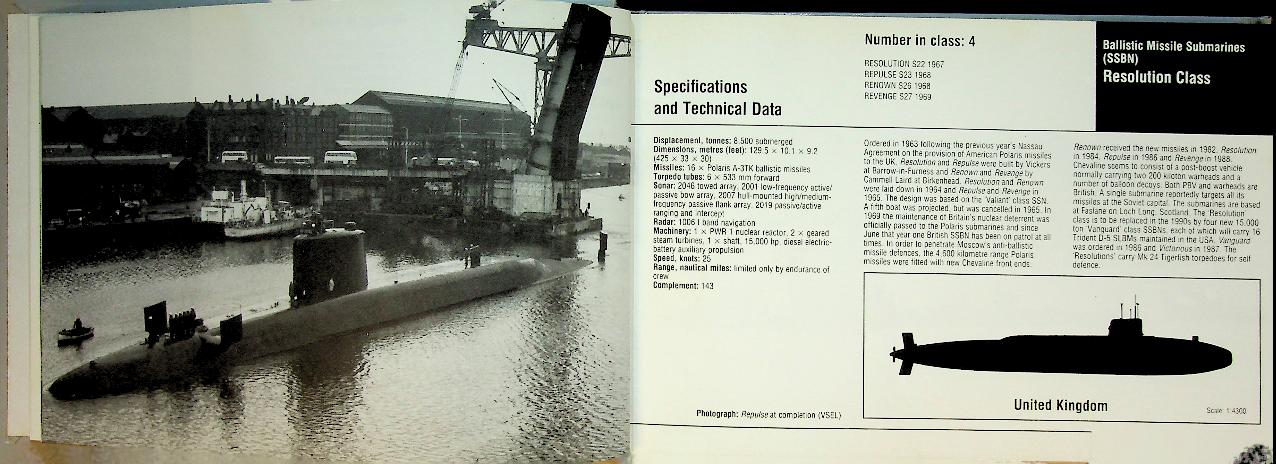 Specifications
and Technical Data
Displacement, tonnes: 8,500 submerged
Dimensions, metres (feet): 129.5 × 10.1 × 9.2
(425 × 33 × 30)
Missiles: 16 × Polaris A-3TK ballistic missiles
Torpedo tubes: 6 × 533 mm forward
Sonar: 2046 towed array, 2001 low-frequency active/
passive bow array, 2007 hull-mounted high/medium-
frequency passive flank array, 2019 passive/active
ranging and intercept
Radar: 1006 I band navigation
Machinery: 1 × PWR 1 nuclear reactor, 2 × geared
steam turbines, 1 × shaft, 15,000 hp, diesel electric-
battery auxiliary propulsion
Speed, knots: 25
Range, nautical miles: limited only by endurance of
crew
Complement: 143
Photograph: Repulse at completion (VSEL)
Number in class: 4
RESOLUTION S22 1967
REPULSE S23 1968
RENOWN S26 1968
REVENGE S27 1969
Ordered in 1963 following the previous year's Nassau
Agreement on the provision of American Polaris missiles
to the UK, Resolution and Repulse were built by Vickers
at Barrow-in-Furness and Renown and Revenge by
Cammell Laird at Birkenhead. Resolution and Renown
were laid down in 1964 and Repulse and Revenge in
1965. The design was based on the 'Valiant' class SSN.
A fifth boat was projected, but was cancelled in 1965. In
1969 the maintenance of Britain's nuclear deterrent was
officially passed to the Polaris submarines and since
June that year one British SSBN has been on patrol at all
times. In order to penetrate Moscow's anti-ballistic
missile defences, the 4,600 kilometre range Polaris
missiles were fitted with new Chevaline front ends.
Ballistic Missile Submarines
(SSBN)
Resolution Class
Renown received the new missiles in 1982, Resolution
in 1984, Repulse in 1986 and Revenge in 1988.
Chevaline seems to consist of a post-boost vehicle
normally carrying two 200 kiloton warheads and a
number of balloon decoys. Both PBV and warheads are
British. A single submarine reportedly targets all its
missiles at the Soviet capital. The submarines are based
at Faslane on Loch Long, Scotland. The 'Resolution'
class is to be replaced in the 1990s by four new 15,000
ton 'Vanguard' class SSBNs, each of which will carry 16
Trident D-5 SLBMs maintained in the USA. Vanguard
was ordered in 1986 and Victorious in 1987. The
'Resolutions' carry Mk 24 Tigerfish torpedoes for self
defence.
United Kingdom
Scale 1:4300